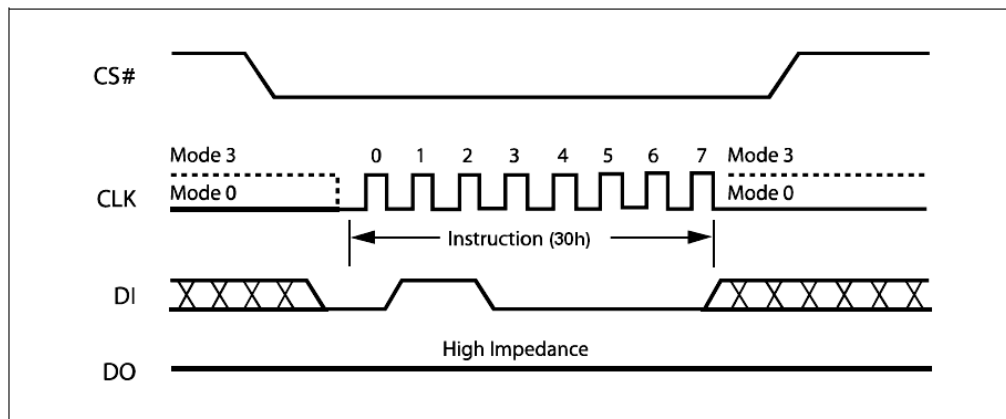 CS#
Mode 3 0 1 2 3 4 5 6 7 Mode 3
CLK Mode 0 Mode 0
Instruction (30h)
DI
High Impedance
DO